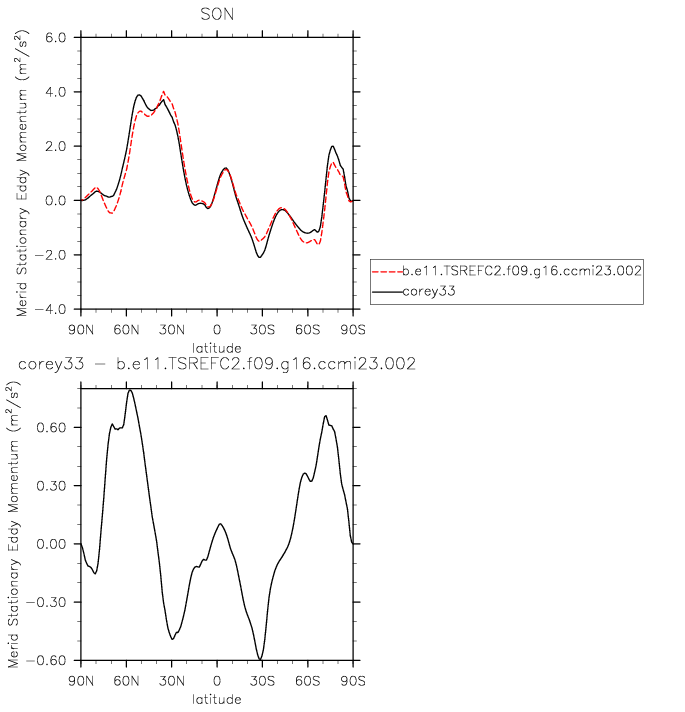 SON
Merid Stationary Eddy Momentum (m²/s²)
6.0
4.0
2.0
0.0
−2.0
−4.0
90N 60N 30N 0 30S 60S 90S
latitude
b.e11.TSREFC2.f09.g16.ccmi23.002
corey33
corey33 − b.e11.TSREFC2.f09.g16.ccmi23.002
Merid Stationary Eddy Momentum (m²/s²)
0.60
0.30
0.00
−0.30
−0.60
90N 60N 30N 0 30S 60S 90S
latitude